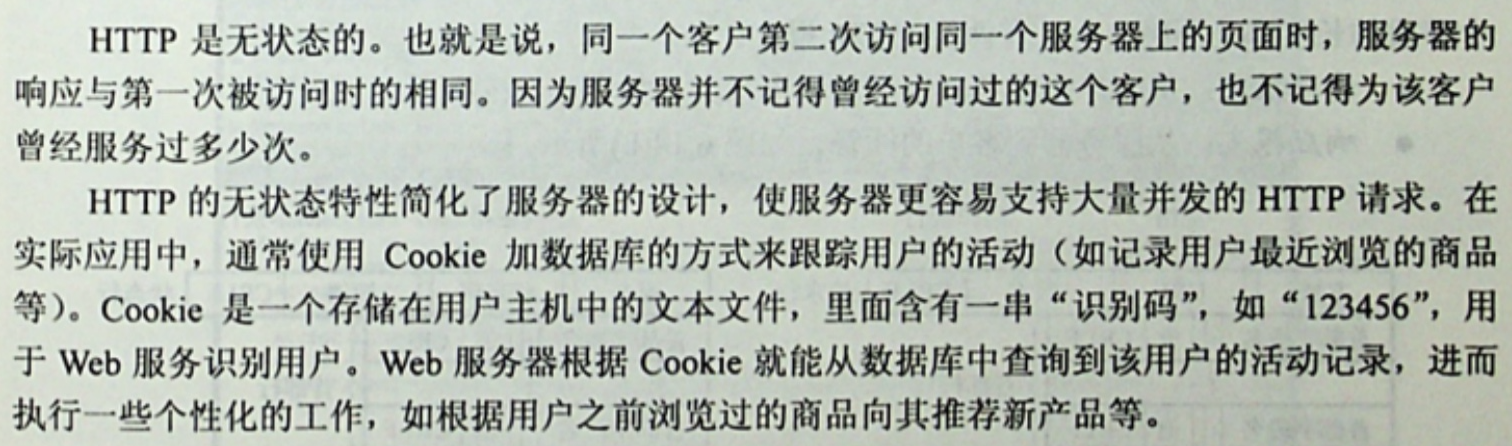 HTTP 是无状态的。也就是说，同一个客户第二次访问同一个服务器上的页面时，服务器的
响应与第一次被访问时的相同。因为服务器并不记得曾经访问过的这个客户，也不记得为该客户
曾经服务过多少次。
HTTP 的无状态特性简化了服务器的设计，使服务器更容易支持大量并发的 HTTP 请求。在
实际应用中，通常使用 Cookie 加数据库的方式来跟踪用户的活动（如记录用户最近浏览的商品
等）。Cookie 是一个存储在用户主机中的文本文件，里面含有一串“识别码”，如“123456”，用
于 Web 服务识别用户。Web 服务器根据 Cookie 就能从数据库中查询到该用户的活动记录，进而
执行一些个性化的工作，如根据用户之前浏览过的商品向其推荐新产品等。